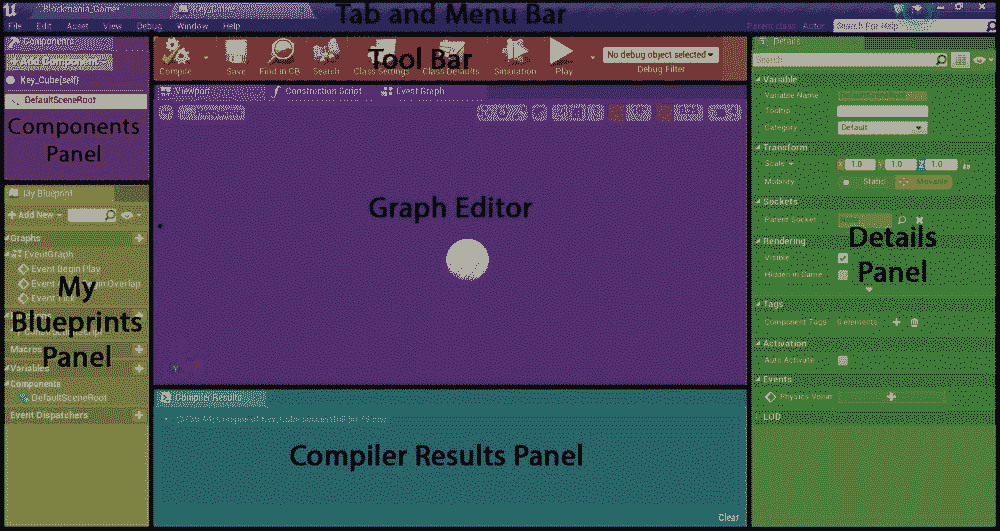 Blockmania_Game
Key_Cube
Tab and Menu Bar
File Edit Asset View Debug Window Help
Parent class: Actor
Search For Help
Components
+ Add Component
Key_Cube(self)
DefaultSceneRoot
Components
Panel
Compile
Save
Find in CB
Search
Class Settings
Class Defaults
Simulation
Play
No debug object selected
Debug Filter
Tool Bar
Viewport
Construction Script
Event Graph
Graph Editor
My Blueprint
+ Add New
Graphs
EventGraph
Event Begin Play
Overlap
Event Tick
Macros
Variables
Components
DefaultSceneRoot
Event Dispatchers
My
Blueprints
Panel
Compiler Results
Compiler Results Panel
Clear
Details
Search
Variable
Variable Name
Tooltip
Category
Default
Transform
Scale
X 1.0 Y 1.0 Z 1.0
Mobility
Static
Movable
Sockets
Parent Socket
Rendering
Visible
Hidden in Game
Tags
Component Tags
0 elements
Activation
Auto Activate
Events
Physics Volum
LOD
Details
Panel